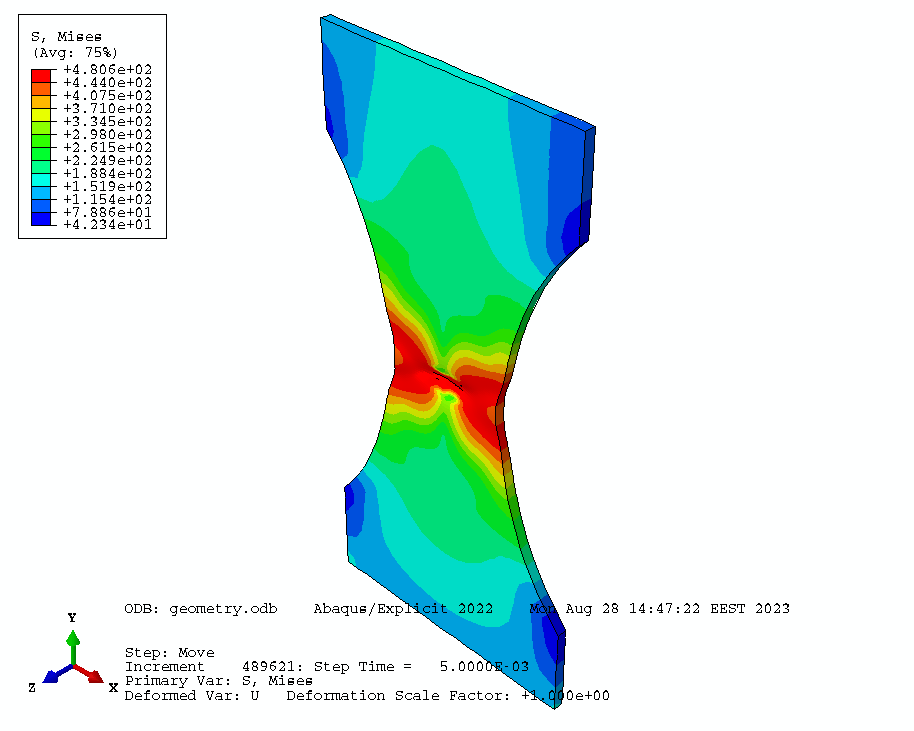 S, Mises
(Avg: 75%)
+4.806e+02
+4.440e+02
+4.075e+02
+3.710e+02
+3.345e+02
+2.980e+02
+2.615e+02
+2.249e+02
+1.884e+02
+1.519e+02
+1.154e+02
+7.886e+01
+4.234e+01
ODB: geometry.odb Abaqus/Explicit 2022 Mon Aug 28 14:47:22 EEST 2023
Y
Z
X
Step: Move
Increment 489621: Step Time = 5.0000E-03
Primary Var: S, Mises
Deformed Var: U Deformation Scale Factor: +1.000e+00